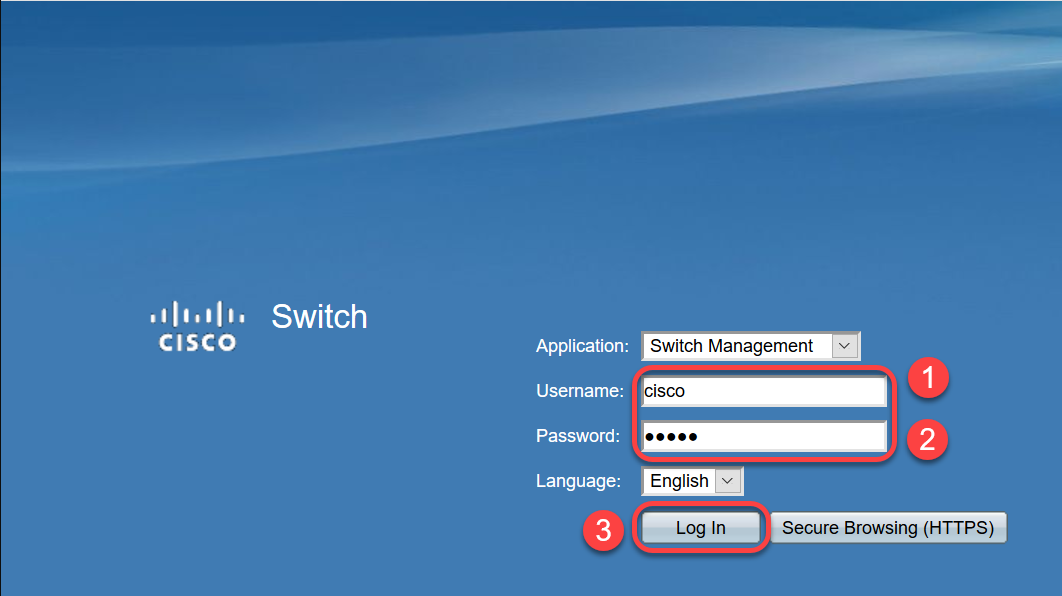 CISCO
Switch
Application: Switch Management
Username: cisco
1
Password: ●●●●●
2
Language: English
3
Log In
Secure Browsing (HTTPS)